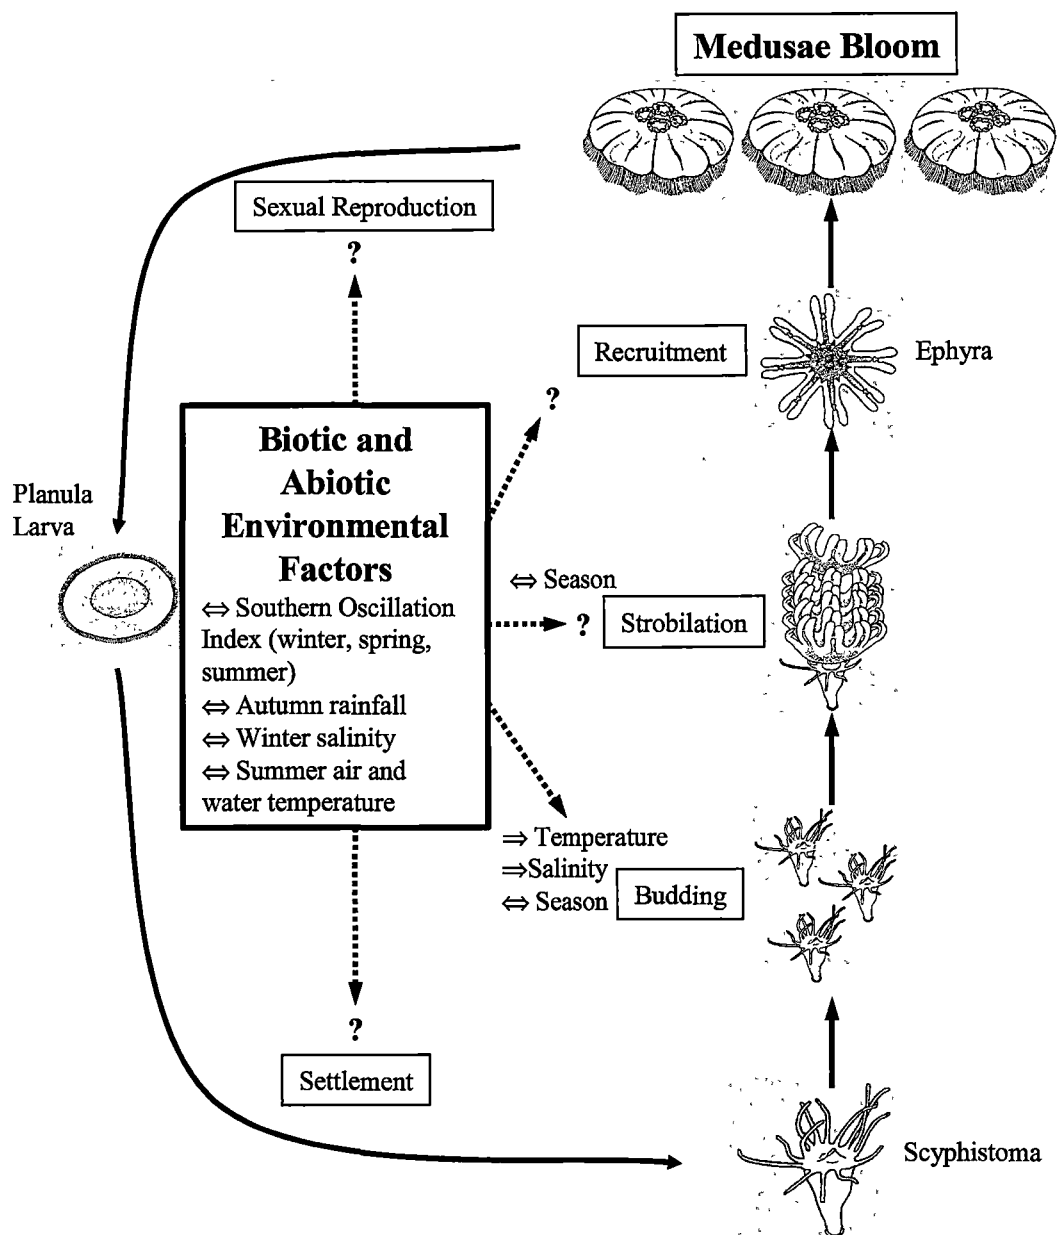 Medusae Bloom
Sexual Reproduction
?
Recruitment
Ephyra
?
Biotic and
Abiotic
Environmental
Factors
⇔ Southern Oscillation
Index (winter, spring,
summer)
⇔ Autumn rainfall
⇔ Winter salinity
⇔ Summer air and
water temperature
Planula
Larva
⇔ Season
? Strobilation
⇒ Temperature
⇒Salinity
⇔ Season
Budding
?
Settlement
Scyphistoma